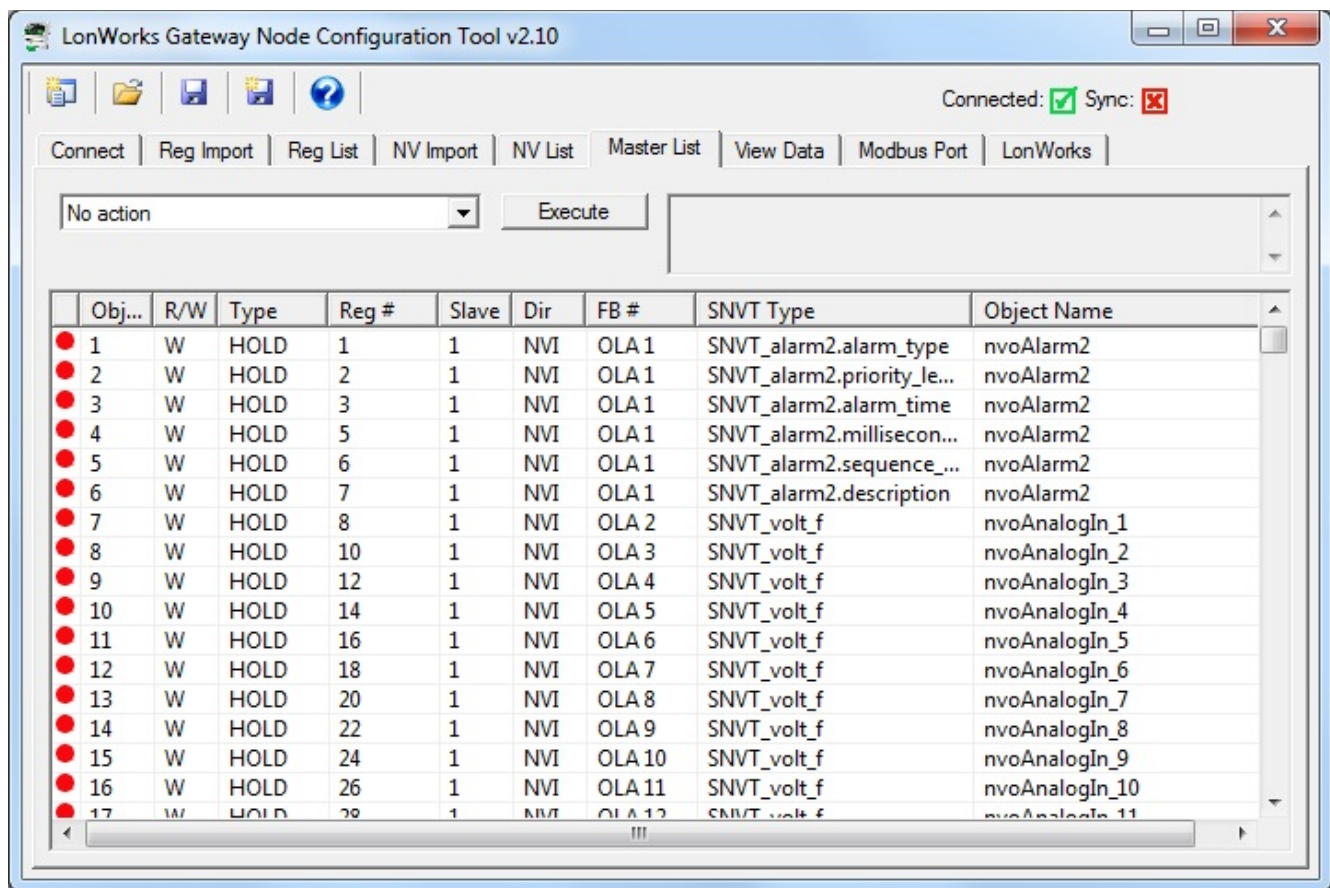 LonWorks Gateway Node Configuration Tool v2.10
Connected: Sync:
Connect Reg Import Reg List NV Import NV List Master List View Data Modbus Port LonWorks
No action Execute
Obj... R/W Type Reg # Slave Dir FB # SNVT Type Object Name
1 W HOLD 1 1 NVI OLA 1 SNVT_alarm2.alarm_type nvoAlarm2
2 W HOLD 2 1 NVI OLA 1 SNVT_alarm2.priority_le... nvoAlarm2
3 W HOLD 3 1 NVI OLA 1 SNVT_alarm2.alarm_time nvoAlarm2
4 W HOLD 5 1 NVI OLA 1 SNVT_alarm2.millisecon... nvoAlarm2
5 W HOLD 6 1 NVI OLA 1 SNVT_alarm2.sequence_... nvoAlarm2
6 W HOLD 7 1 NVI OLA 1 SNVT_alarm2.description nvoAlarm2
7 W HOLD 8 1 NVI OLA 2 SNVT_volt_f nvoAnalogIn_1
8 W HOLD 10 1 NVI OLA 3 SNVT_volt_f nvoAnalogIn_2
9 W HOLD 12 1 NVI OLA 4 SNVT_volt_f nvoAnalogIn_3
10 W HOLD 14 1 NVI OLA 5 SNVT_volt_f nvoAnalogIn_4
11 W HOLD 16 1 NVI OLA 6 SNVT_volt_f nvoAnalogIn_5
12 W HOLD 18 1 NVI OLA 7 SNVT_volt_f nvoAnalogIn_6
13 W HOLD 20 1 NVI OLA 8 SNVT_volt_f nvoAnalogIn_7
14 W HOLD 22 1 NVI OLA 9 SNVT_volt_f nvoAnalogIn_8
15 W HOLD 24 1 NVI OLA 10 SNVT_volt_f nvoAnalogIn_9
16 W HOLD 26 1 NVI OLA 11 SNVT_volt_f nvoAnalogIn_10
17 W HOLD 28 1 NVI OLA 12 SNVT_volt_f nvoAnalogIn_11